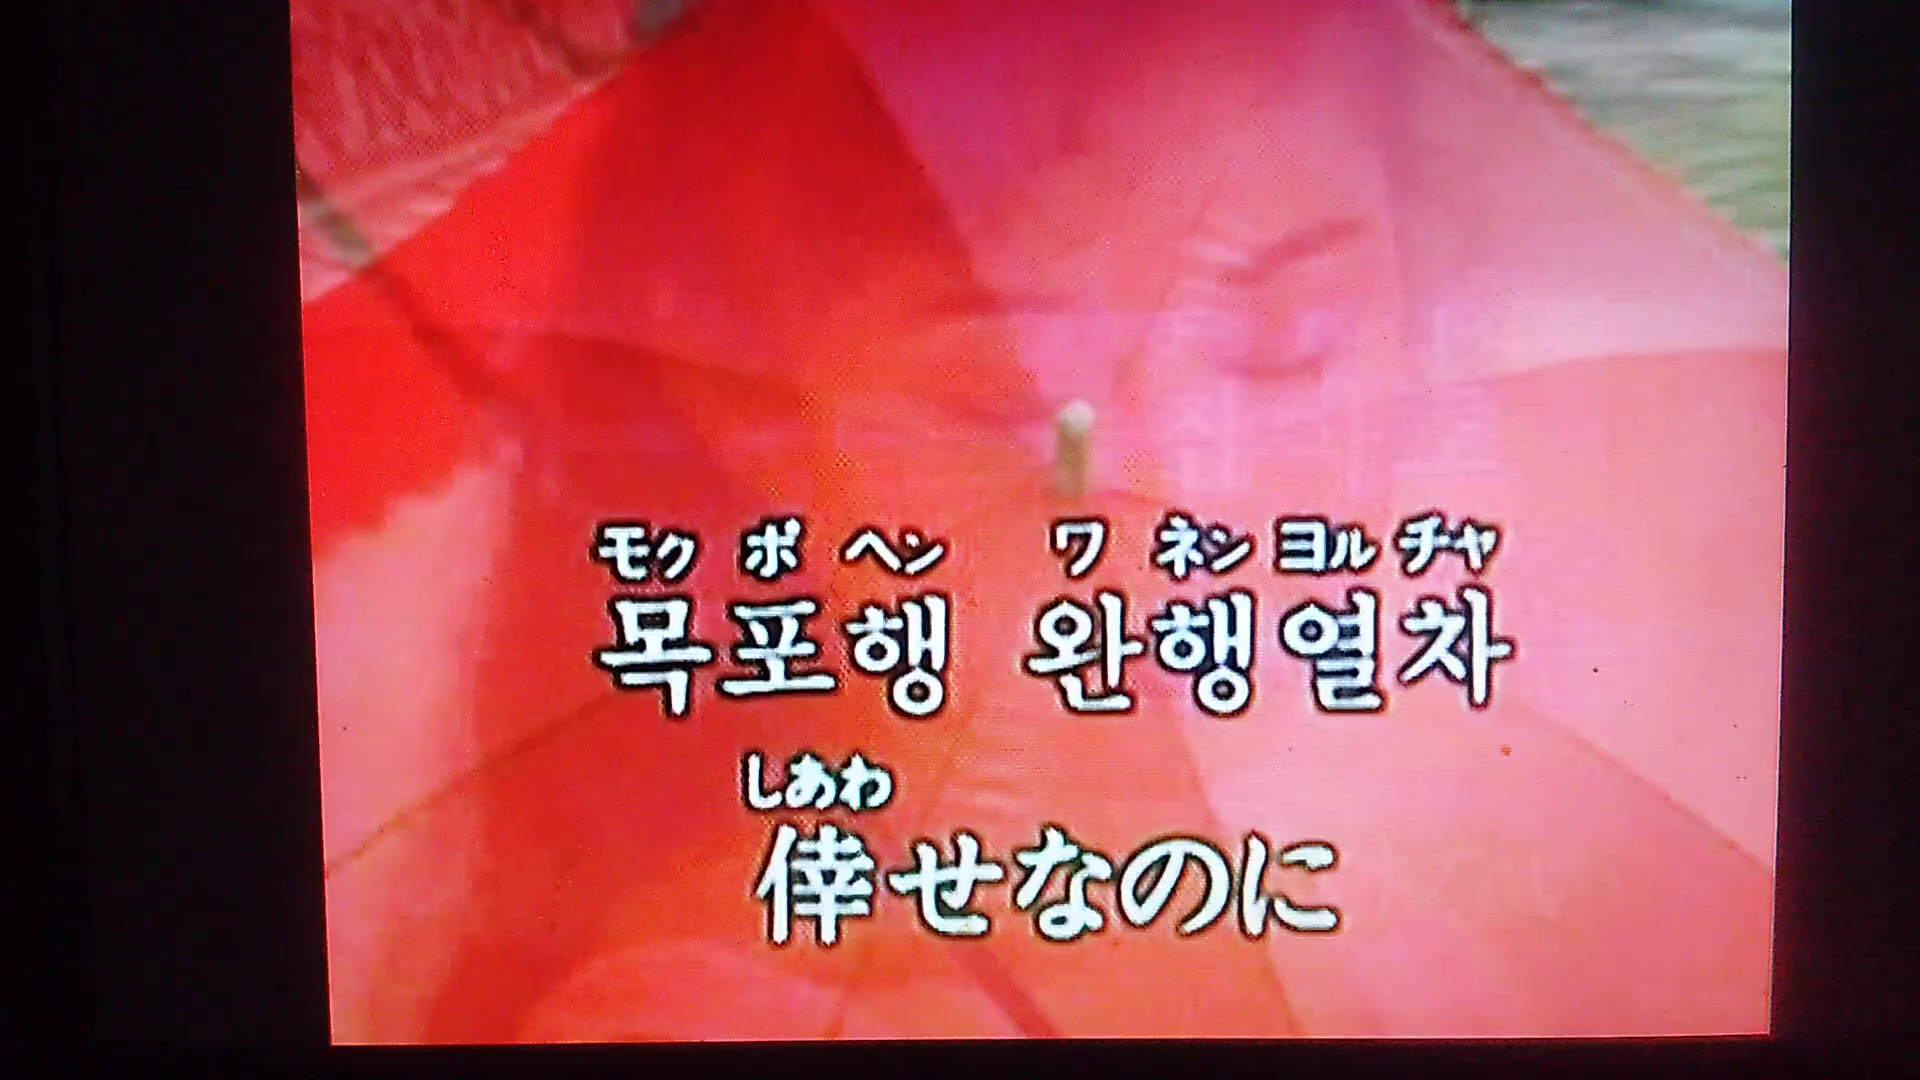 モクボヘン ワネンヨルチャ
목포행 완행열차
しあわ
倖せなのに